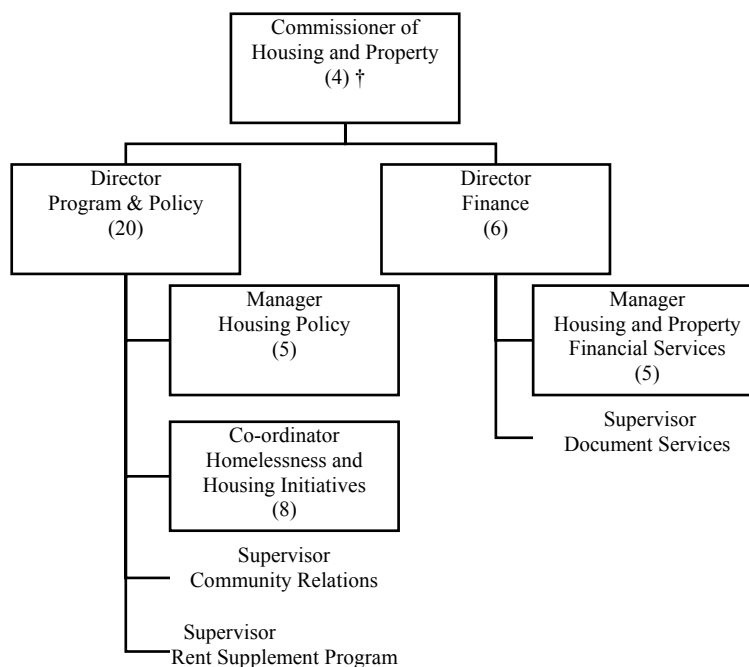 Commissioner of
Housing and Property
(4) †
Director
Program & Policy
(20)
Director
Finance
(6)
Manager
Housing Policy
(5)
Manager
Housing and Property
Financial Services
(5)
Co-ordinator
Homelessness and
Housing Initiatives
(8)
Supervisor
Document Services
Supervisor
Community Relations
Supervisor
Rent Supplement Program